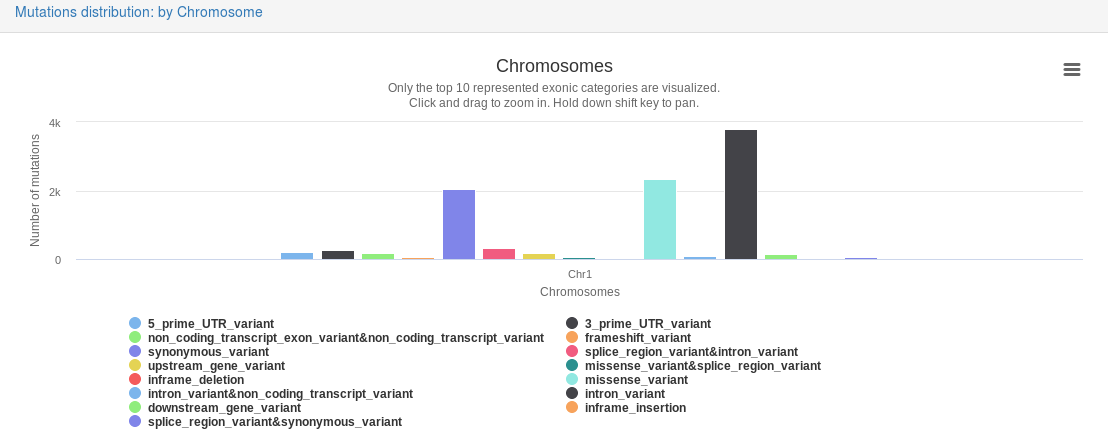 Mutations distribution: by Chromosome
Chromosomes
Only the top 10 represented exonic categories are visualized.
Click and drag to zoom in. Hold down shift key to pan.
Number of mutations
4k
2k
0
Chr1
Chromosomes
5_prime_UTR_variant
3_prime_UTR_variant
non_coding_transcript_exon_variant&non_coding_transcript_variant
frameshift_variant
synonymous_variant
splice_region_variant&intron_variant
upstream_gene_variant
missense_variant&splice_region_variant
inframe_deletion
missense_variant
intron_variant&non_coding_transcript_variant
intron_variant
downstream_gene_variant
inframe_insertion
splice_region_variant&synonymous_variant